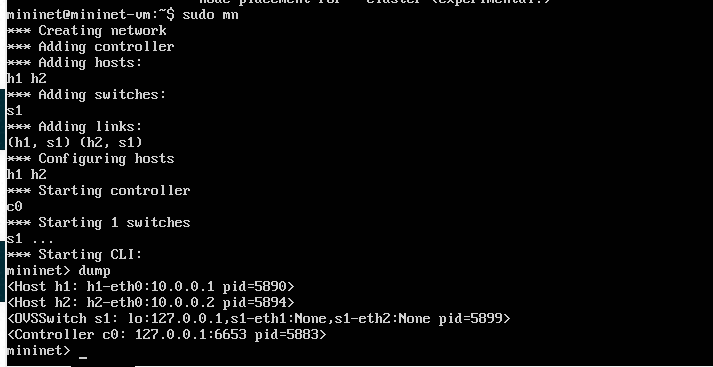 node placement for --cluster (experimental!)
mininet@mininet-vm:~$ sudo mn
*** Creating network
*** Adding controller
*** Adding hosts:
h1 h2
*** Adding switches:
s1
*** Adding links:
(h1, s1) (h2, s1)
*** Configuring hosts
h1 h2
*** Starting controller
c0
*** Starting 1 switches
s1 ...
*** Starting CLI:
mininet> dump
<Host h1: h1-eth0:10.0.0.1 pid=5890>
<Host h2: h2-eth0:10.0.0.2 pid=5894>
<OVSSwitch s1: lo:127.0.0.1,s1-eth1:None,s1-eth2:None pid=5899>
<Controller c0: 127.0.0.1:6653 pid=5883>
mininet> _